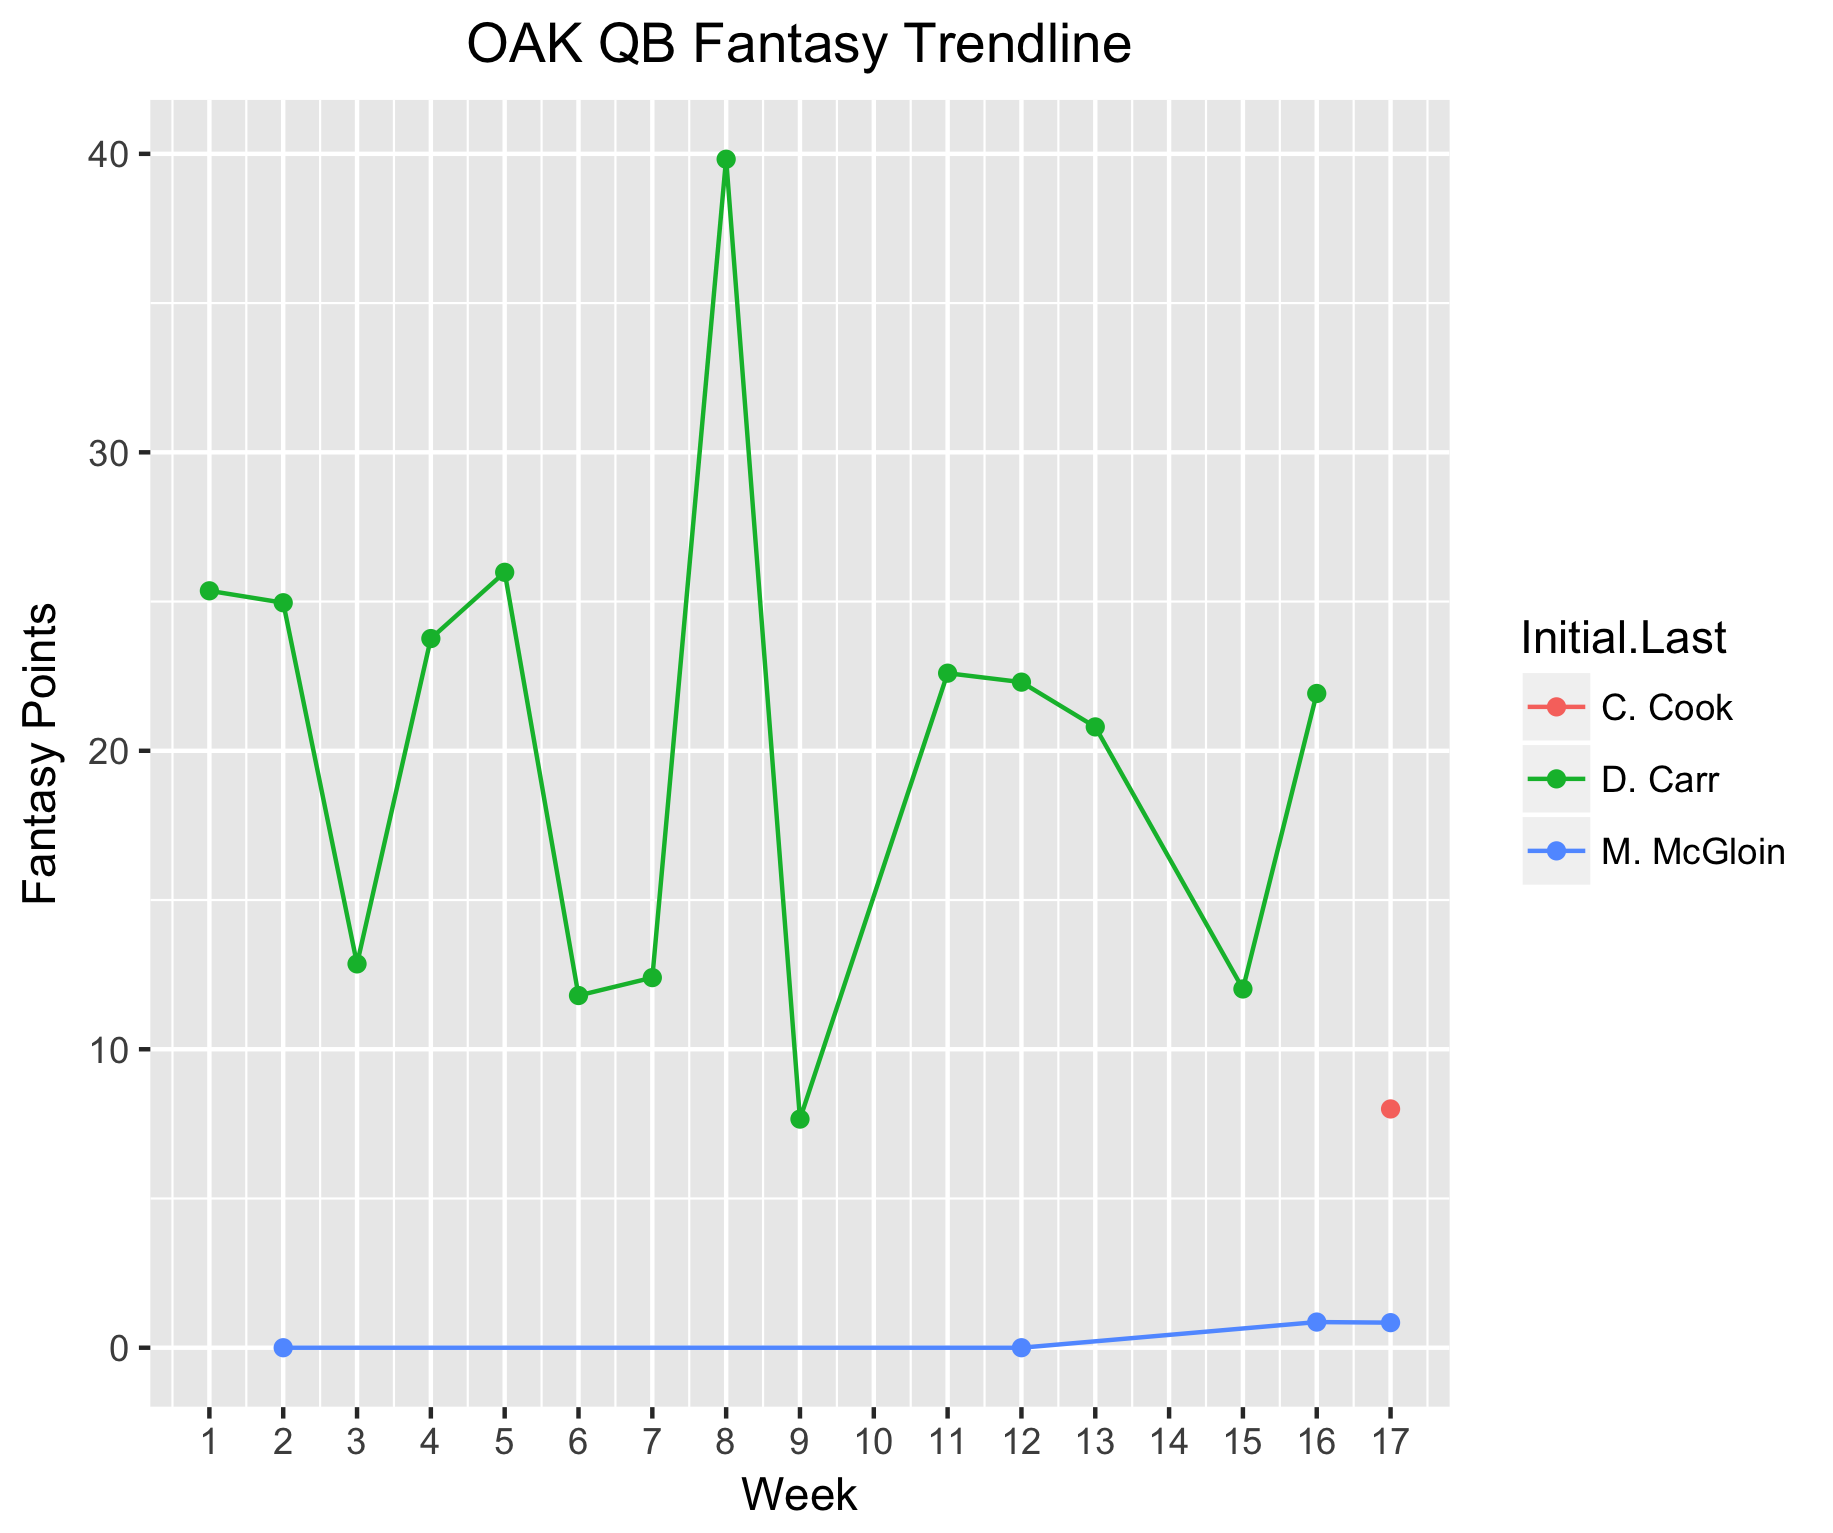 OAK QB Fantasy Trendline
Fantasy Points
40
30
20
10
0
1 2 3 4 5 6 7 8 9 10 11 12 13 14 15 16 17
Week
Initial.Last
C. Cook
D. Carr
M. McGloin